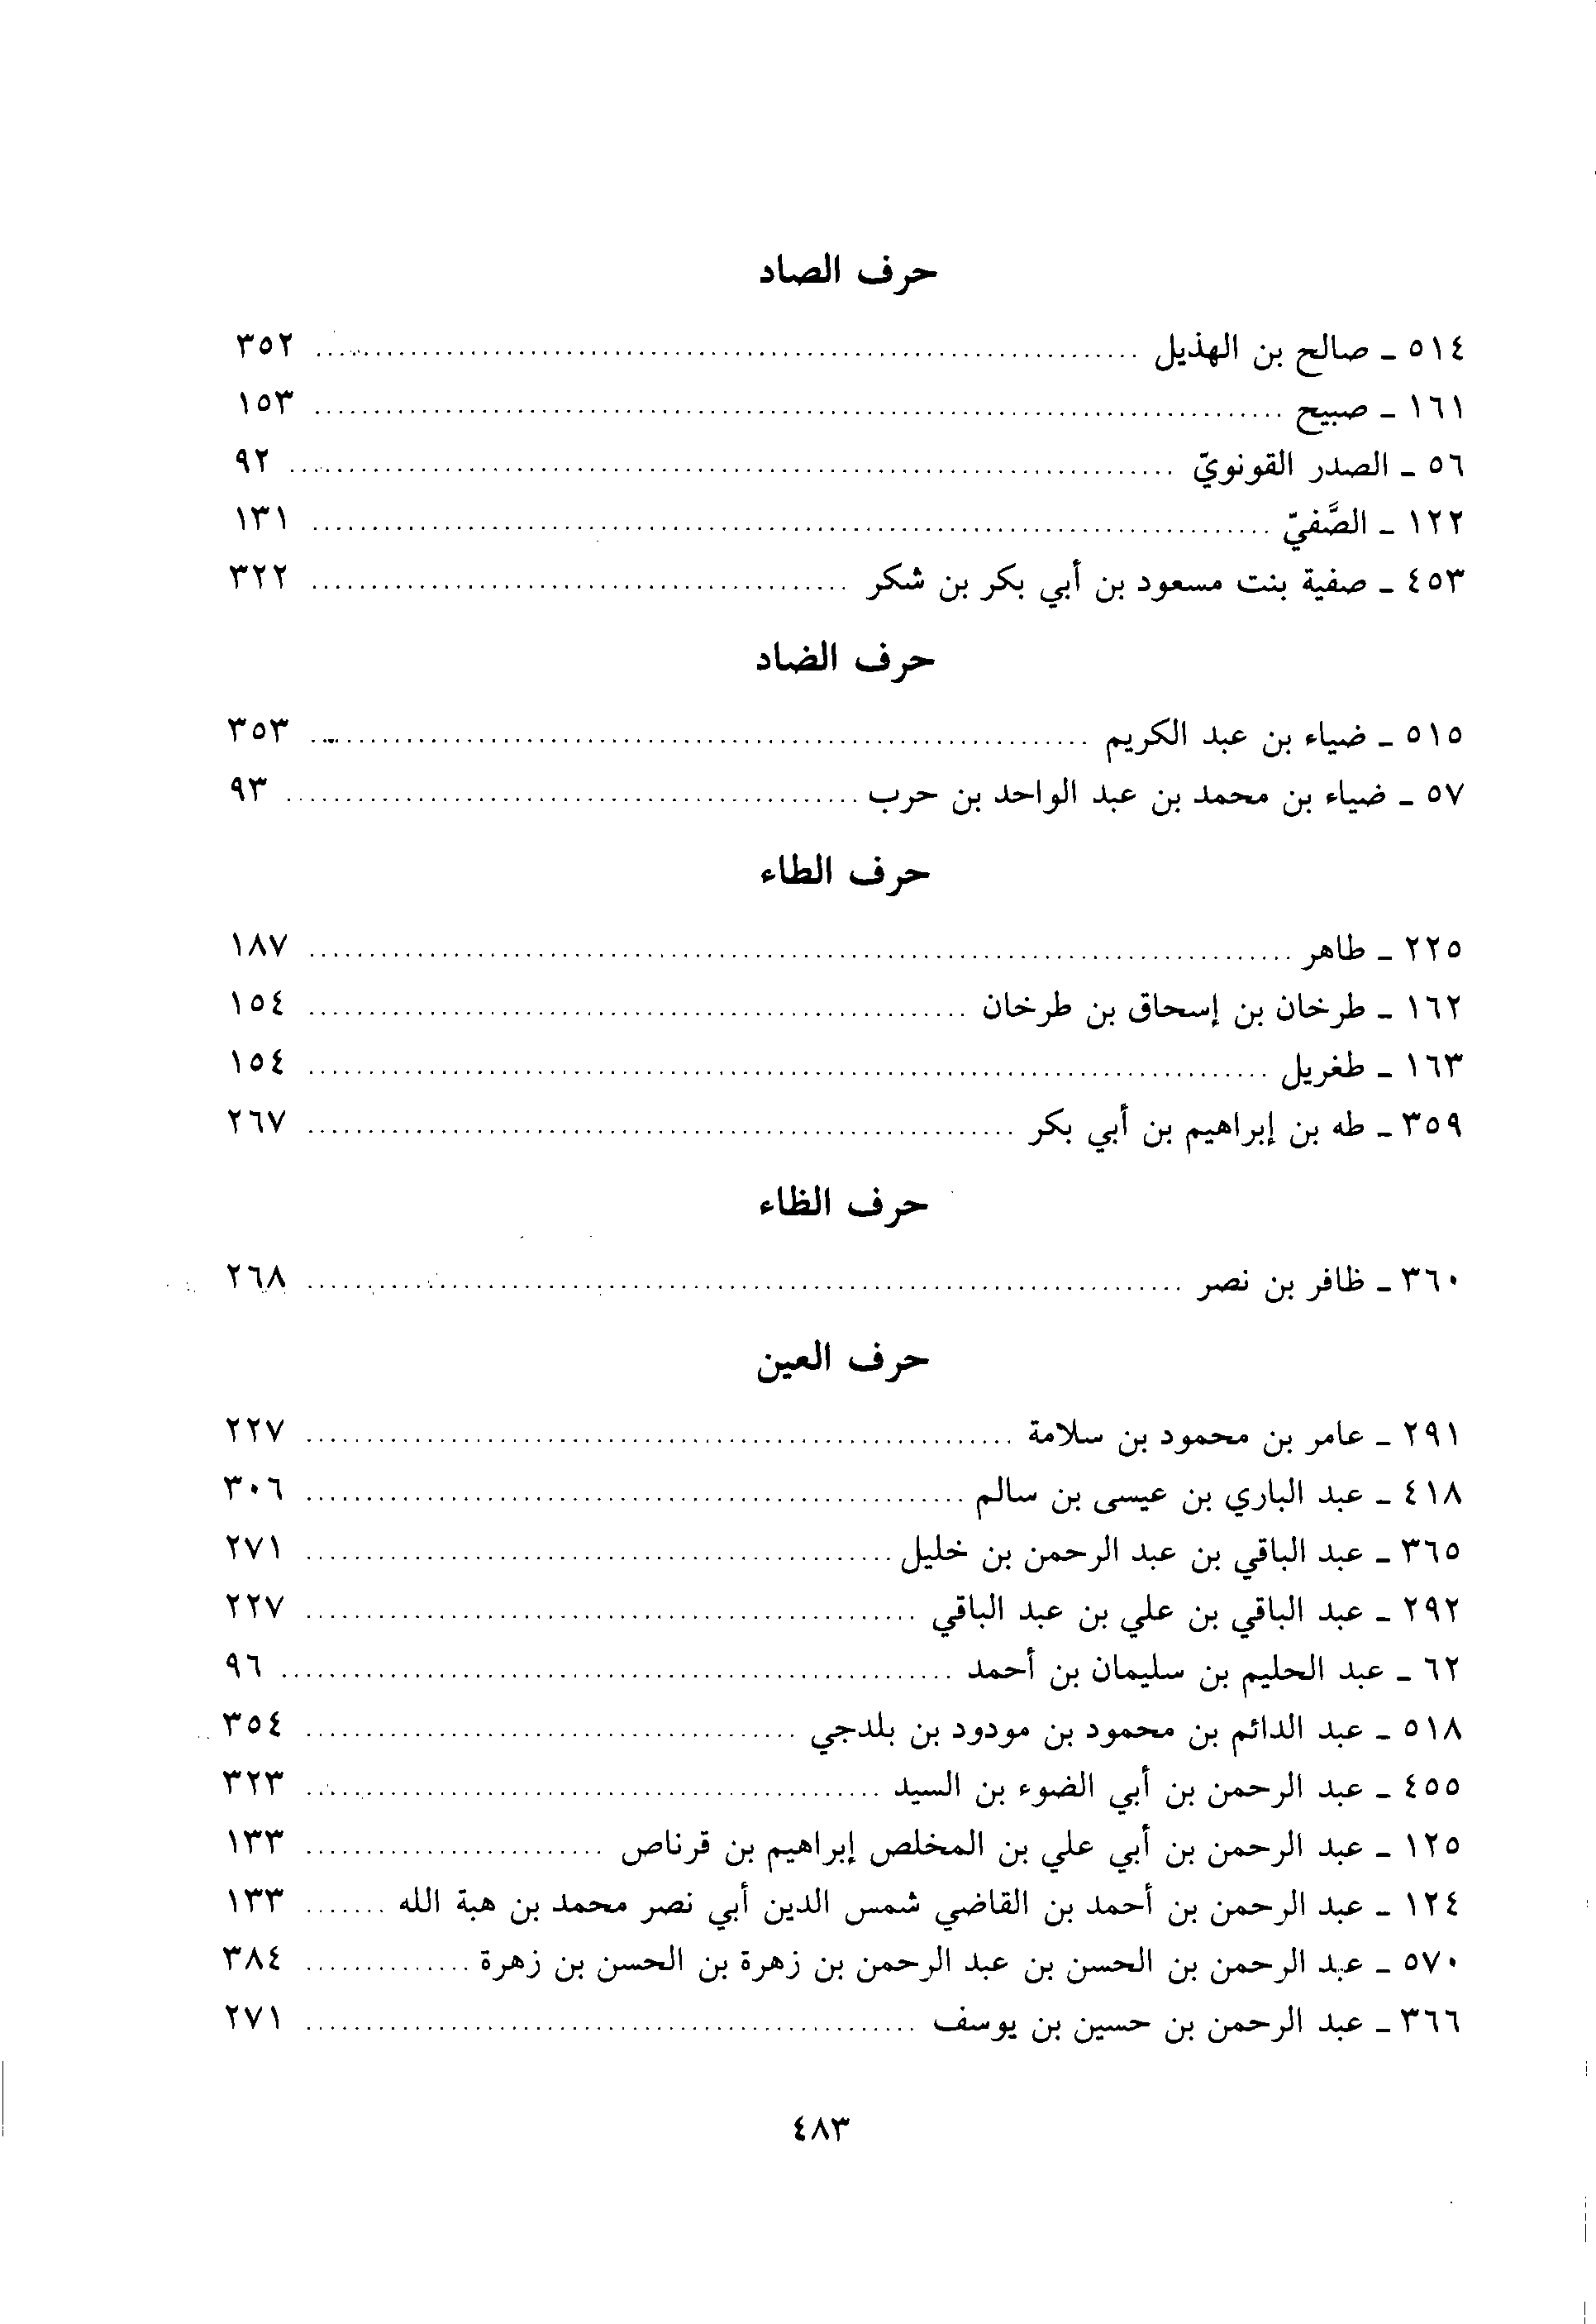 حرف الصاد
٥١٤ ـ صالح بن الهذيل ........ ٣٥٢
١٦١ ـ صبيح ........ ١٥٣
٥٦ ـ الصدر القونويّ ........ ٩٢
١٢٢ ـ الصَّفيّ ........ ١٣١
٤٥٣ ـ صفية بنت مسعود بن أبي بكر بن شكر ........ ٣٢٢
حرف الضاد
٥١٥ ـ ضياء بن عبد الكريم ........ ٣٥٣
٥٧ ـ ضياء بن محمد بن عبد الواحد بن حرب ........ ٩٣
حرف الطاء
٢٢٥ ـ طاهر ........ ١٨٧
١٦٢ ـ طرخان بن إسحاق بن طرخان ........ ١٥٤
١٦٣ ـ طغريل ........ ١٥٤
٣٥٩ ـ طه بن إبراهيم بن أبي بكر ........ ٢٦٧
حرف الظاء
٣٦٠ ـ ظافر بن نصر ........ ٢٦٨
حرف العين
٢٩١ ـ عامر بن محمود بن سلامة ........ ٢٢٧
٤١٨ ـ عبد الباري بن عيسى بن سالم ........ ٣٠٦
٣٦٥ ـ عبد الباقي بن عبد الرحمن بن خليل ........ ٢٧١
٢٩٢ ـ عبد الباقي بن علي بن عبد الباقي ........ ٢٢٧
٦٢ ـ عبد الحليم بن سليمان بن أحمد ........ ٩٦
٥١٨ ـ عبد الدائم بن محمود بن مودود بن بلدجي ........ ٣٥٤
٤٥٥ ـ عبد الرحمن بن أبي الضوء بن السيد ........ ٣٢٣
١٢٥ ـ عبد الرحمن بن أبي علي بن المخلص إبراهيم بن قرناص ........ ١٣٣
١٢٤ ـ عبد الرحمن بن أحمد بن القاضي شمس الدين أبي نصر محمد بن هبة الله ....... ١٣٣
٥٧٠ ـ عبد الرحمن بن الحسن بن عبد الرحمن بن زهرة بن الحسن بن زهرة ........ ٣٨٤
٣٦٦ ـ عبد الرحمن بن حسين بن يوسف ........ ٢٧١
٤٨٣